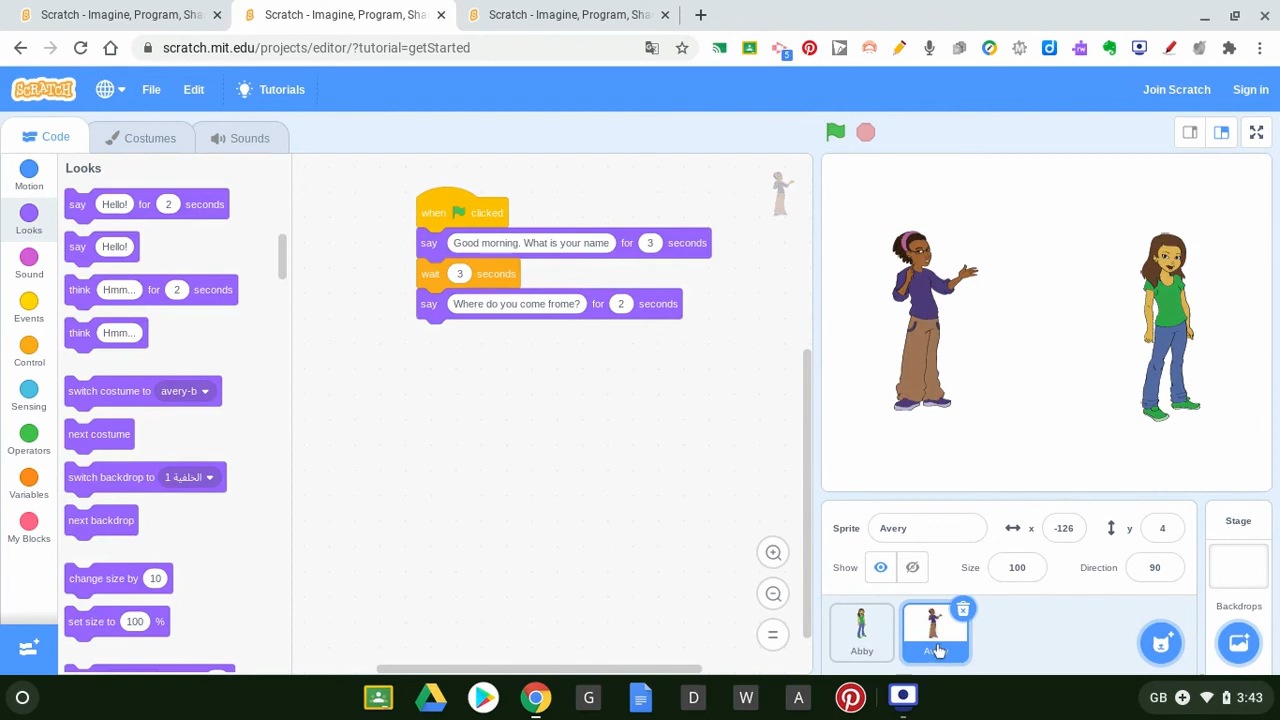 Scratch - Imagine, Program, Sha
Scratch - Imagine, Program, Sha
Scratch - Imagine, Program, Sha
scratch.mit.edu/projects/editor/?tutorial=getStarted
5
SCRATCH
File
Edit
Tutorials
Join Scratch
Sign in
Code
Costumes
Sounds
Motion
Looks
Sound
Events
Control
Sensing
Operators
Variables
My Blocks
Looks
say Hello! for 2 seconds
say Hello!
think Hmm... for 2 seconds
think Hmm...
switch costume to avery-b
next costume
switch backdrop to الخلفية 1
next backdrop
change size by 10
set size to 100 %
when clicked
say Good morning. What is your name for 3 seconds
wait 3 seconds
say Where do you come frome? for 2 seconds
Sprite Avery x -126 y 4
Show Size 100 Direction 90
Abby
Stage
Backdrops
G
D
W
A
GB
3:43